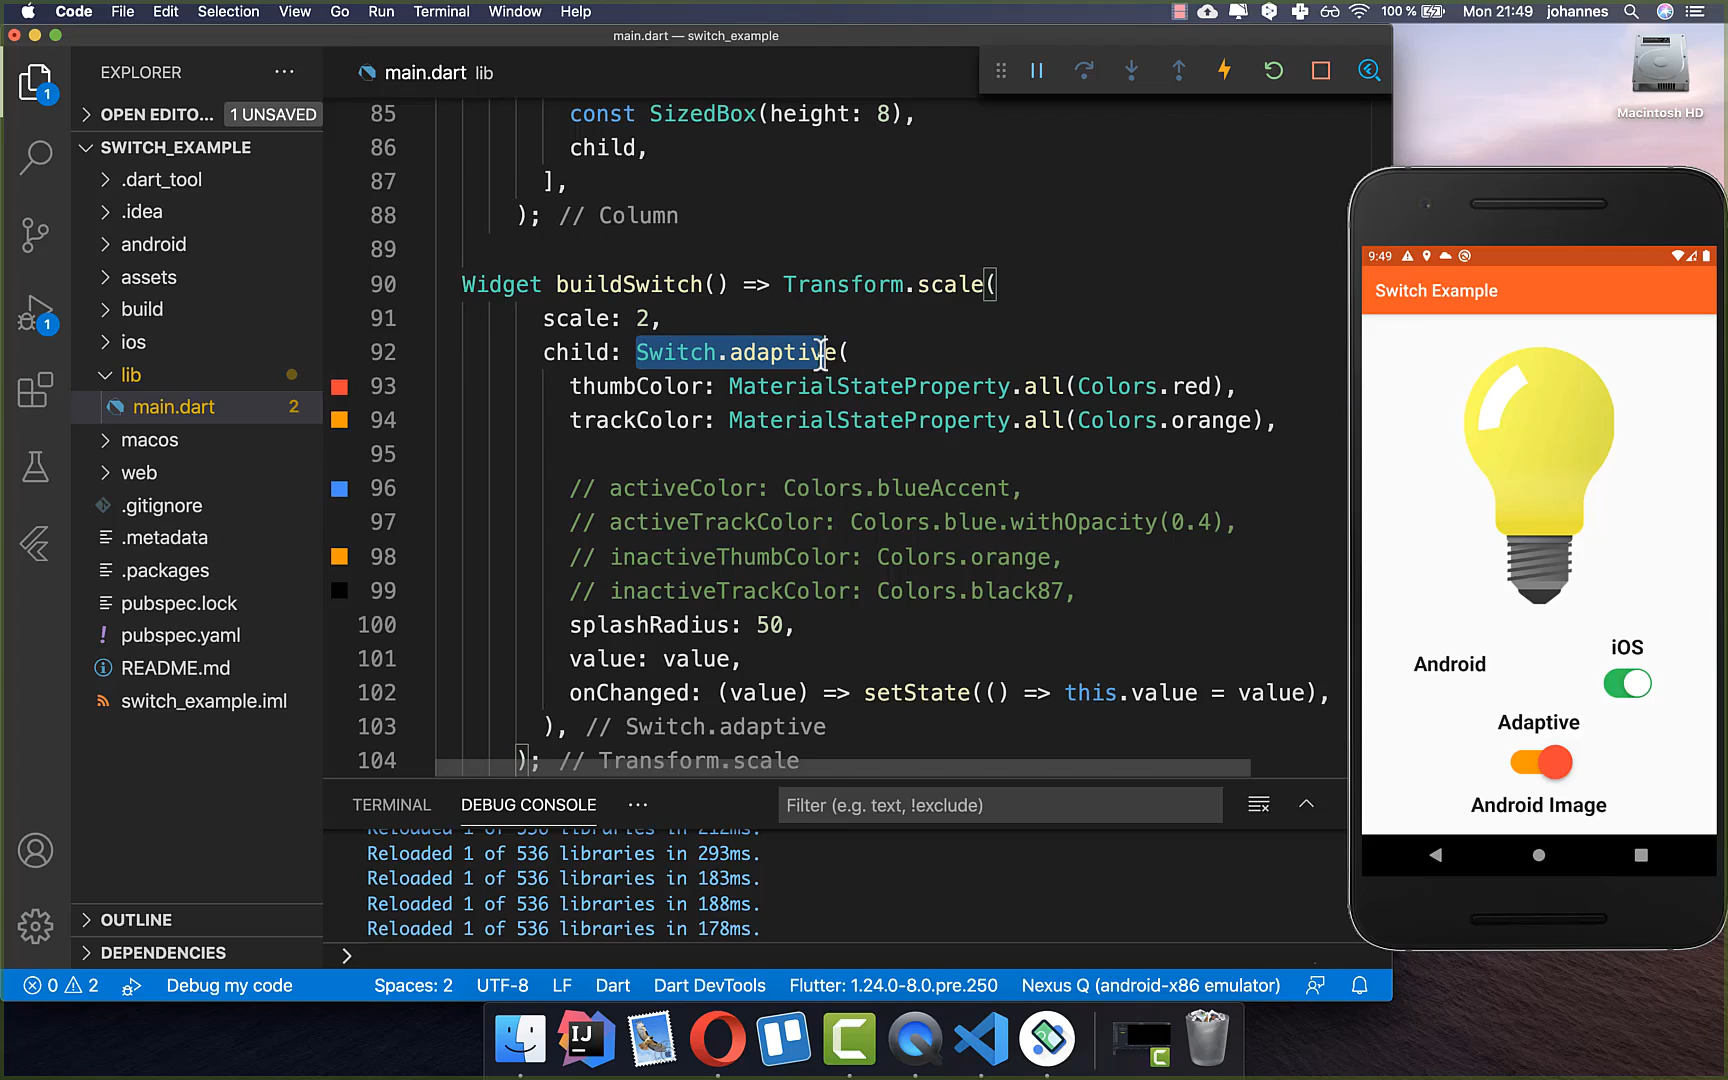 Code File Edit Selection View Go Run Terminal Window Help 100 % Mon 21:49 johannes
main.dart — switch_example
Macintosh HD
EXPLORER
OPEN EDITO... 1 UNSAVED
SWITCH_EXAMPLE
.dart_tool
.idea
android
assets
build
ios
lib
main.dart 2
macos
web
.gitignore
.metadata
.packages
pubspec.lock
pubspec.yaml
README.md
switch_example.iml
OUTLINE
DEPENDENCIES
1
1
main.dart lib
85 const SizedBox(height: 8),
86 child,
87 ],
88 ); // Column
89
90 Widget buildSwitch() => Transform.scale(
91 scale: 2,
92 child: Switch.adaptive(
93 thumbColor: MaterialStateProperty.all(Colors.red),
94 trackColor: MaterialStateProperty.all(Colors.orange),
95
96 // activeColor: Colors.blueAccent,
97 // activeTrackColor: Colors.blue.withOpacity(0.4),
98 // inactiveThumbColor: Colors.orange,
99 // inactiveTrackColor: Colors.black87,
100 splashRadius: 50,
101 value: value,
102 onChanged: (value) => setState(() => this.value = value),
103 ), // Switch.adaptive
104 ); // Transform.scale
TERMINAL DEBUG CONSOLE Filter (e.g. text, !exclude)
Reloaded 1 of 536 libraries in 212ms.
Reloaded 1 of 536 libraries in 293ms.
Reloaded 1 of 536 libraries in 183ms.
Reloaded 1 of 536 libraries in 188ms.
Reloaded 1 of 536 libraries in 178ms.
0 2 Debug my code Spaces: 2 UTF-8 LF Dart Dart DevTools Flutter: 1.24.0-8.0.pre.250 Nexus Q (android-x86 emulator)
9:49
Switch Example
Android
iOS
Adaptive
Android Image
IJ
C
C